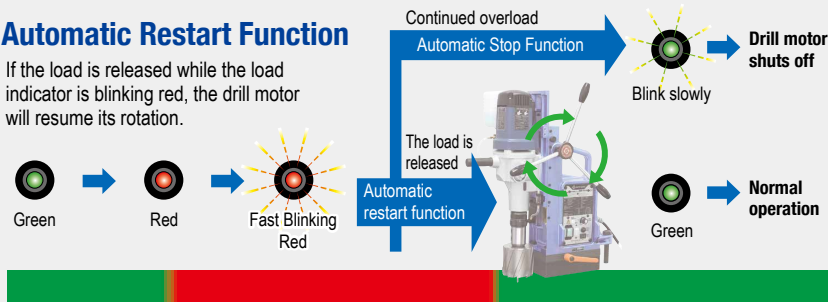 Automatic Restart Function
If the load is released while the load
indicator is blinking red, the drill motor
will resume its rotation.
Green
Red
Fast Blinking
Red
Continued overload
Automatic Stop Function
Blink slowly
Drill motor
shuts off
The load is
released
Automatic
restart function
Green
Normal
operation